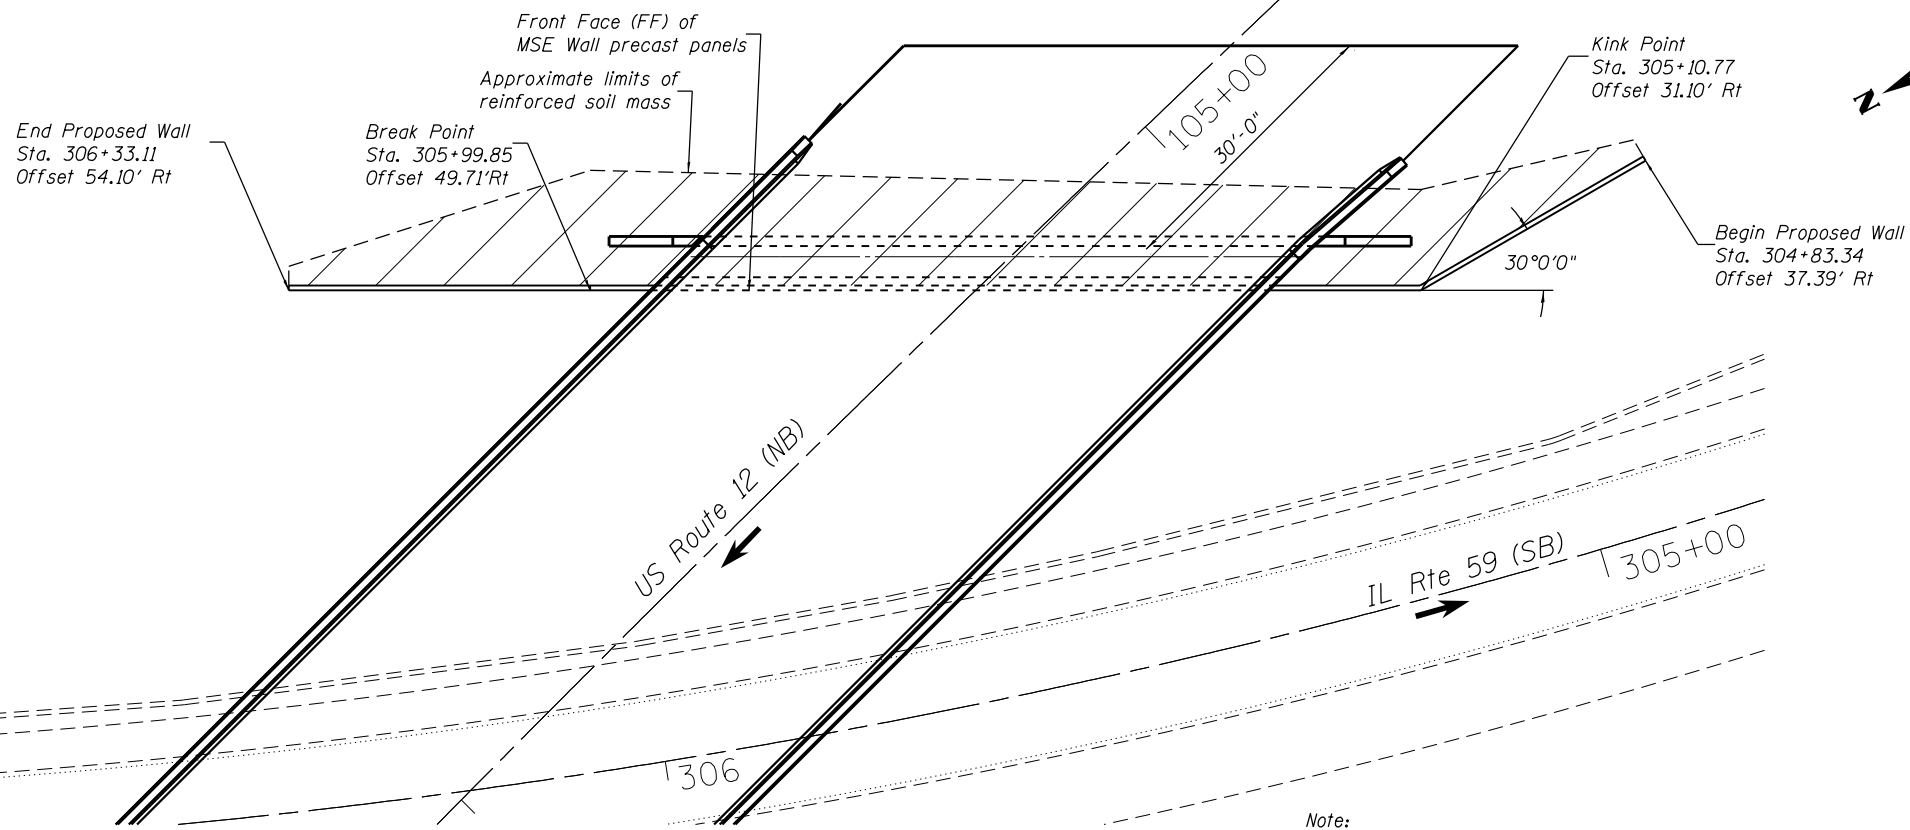 Front Face (FF) of
MSE Wall precast panels
Approximate limits of
reinforced soil mass
End Proposed Wall
Sta. 306+33.11
Offset 54.10' Rt
Break Point
Sta. 305+99.85
Offset 49.71'Rt
105+00
30'-0"
Kink Point
Sta. 305+10.77
Offset 31.10' Rt
N
30°0'0"
Begin Proposed Wall
Sta. 304+83.34
Offset 37.39' Rt
US Route 12 (NB)
IL Rte 59 (SB)
305+00
306
Note: